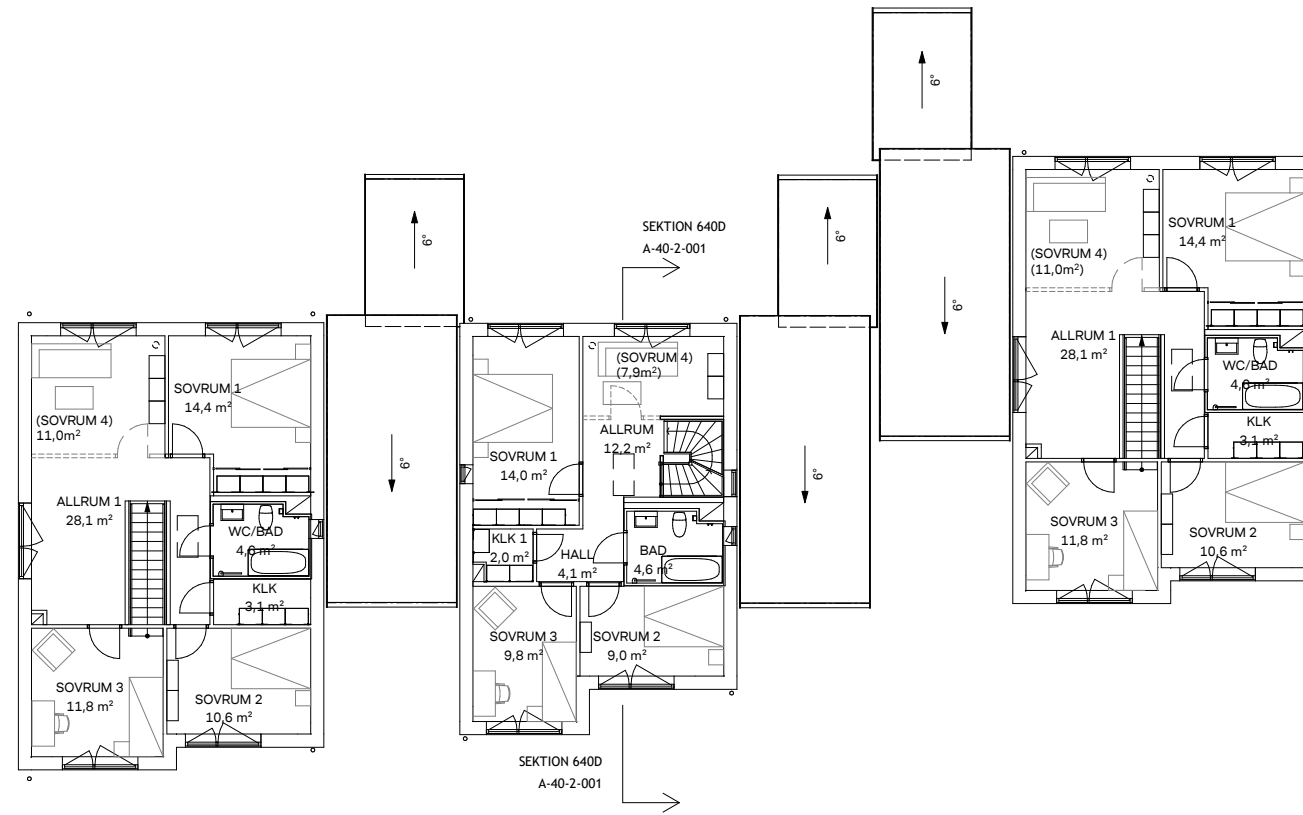 6°
6°
6°
6°
6°
6°
SEKTION 640D
A-40-2-001
SOVRUM 1
14,4 m²
(SOVRUM 4)
11,0m²
ALLRUM 1
28,1 m²
WC/BAD
KLK
3,1 m²
SOVRUM 3
11,8 m²
SOVRUM 2
10,6 m²
(SOVRUM 4)
(7,9m²)
ALLRUM
12,2 m²
SOVRUM 1
14,0 m²
KLK 1
2,0 m²
HALL
4,1 m²
BAD
4,6 m²
SOVRUM 3
9,8 m²
SOVRUM 2
9,0 m²
SEKTION 640D
A-40-2-001
SOVRUM 1
14,4 m²
(SOVRUM 4)
(11,0m²)
ALLRUM 1
28,1 m²
WC/BAD
KLK
3,1 m²
SOVRUM 3
11,8 m²
SOVRUM 2
10,6 m²